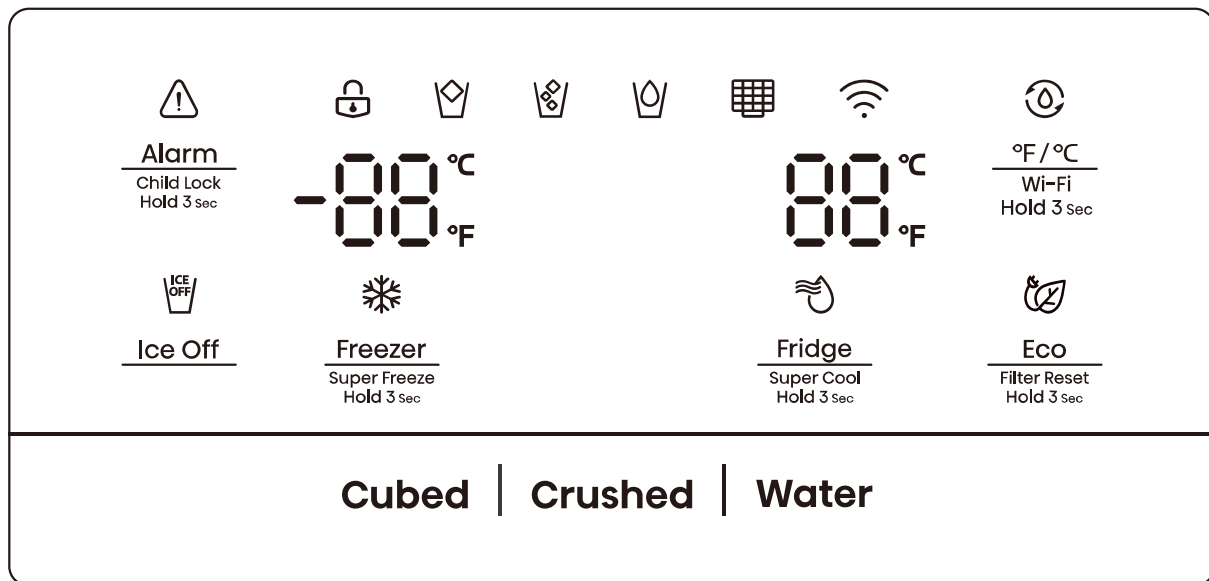 Alarm
Child Lock
Hold 3 Sec
-88 °C
°F
88 °C
°F
°F/°C
Wi-Fi
Hold 3 Sec
ICE
OFF
Ice Off
Freezer
Super Freeze
Hold 3 Sec
Fridge
Super Cool
Hold 3 Sec
Eco
Filter Reset
Hold 3 Sec
Cubed | Crushed | Water